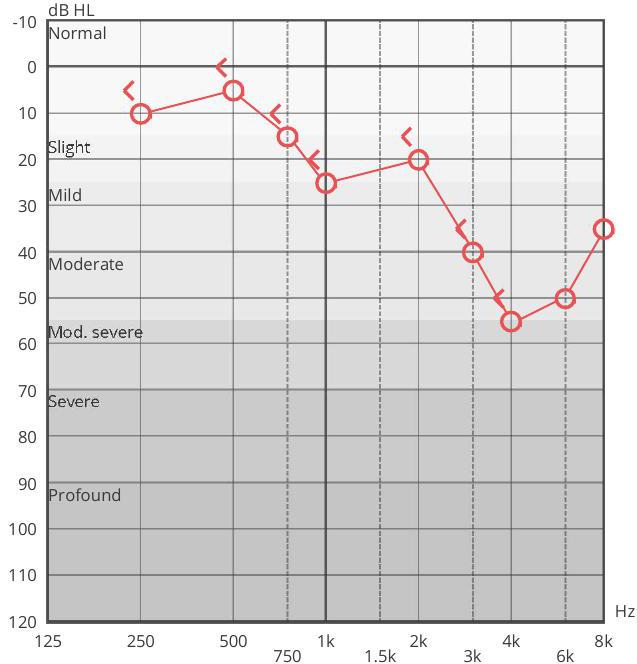 dB HL
-10
Normal
0
10
Slight
20
Mild
30
40
Moderate
50
Mod. severe
60
70
Severe
80
90
Profound
100
110
120
Hz
125 250 500 1k 2k 4k 8k
750 1.5k 3k 6k